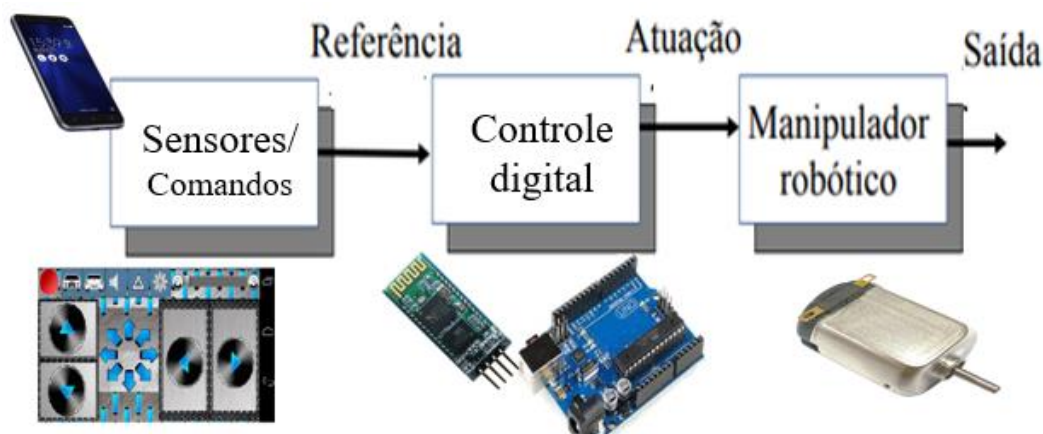 Referência
Atuação
Saída
Sensores/
Comandos
Controle
digital
Manipulador
robótico